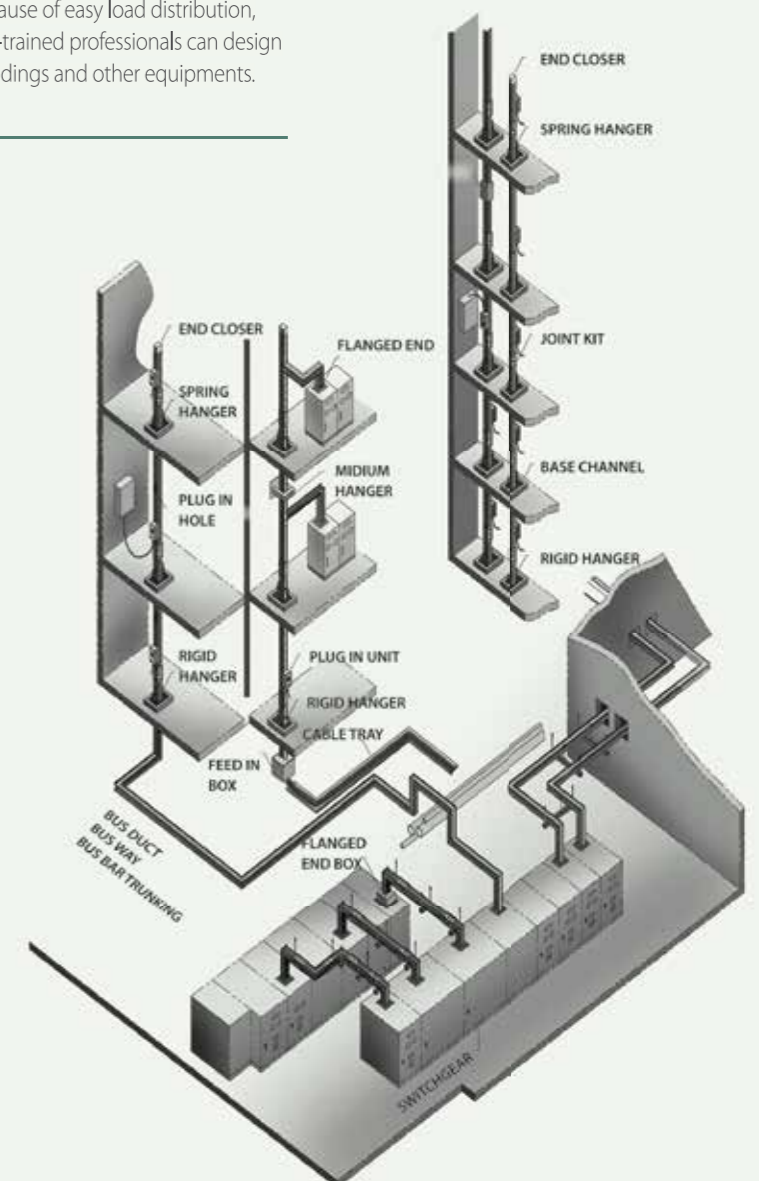 ause of easy load distribution,
-trained professionals can design
dings and other equipments.
END CLOSER
SPRING HANGER
JOINT KIT
BASE CHANNEL
RIGID HANGER
END CLOSER
SPRING
HANGER
PLUG IN
HOLE
RIGID
HANGER
FLANGED END
MIDIUM
HANGER
PLUG IN UNIT
RIGID HANGER
CABLE TRAY
FEED IN
BOX
BUS DUCT
BUS WAY
BUS BAR TRUNKING
FLANGED
END BOX
SWITCHGEAR